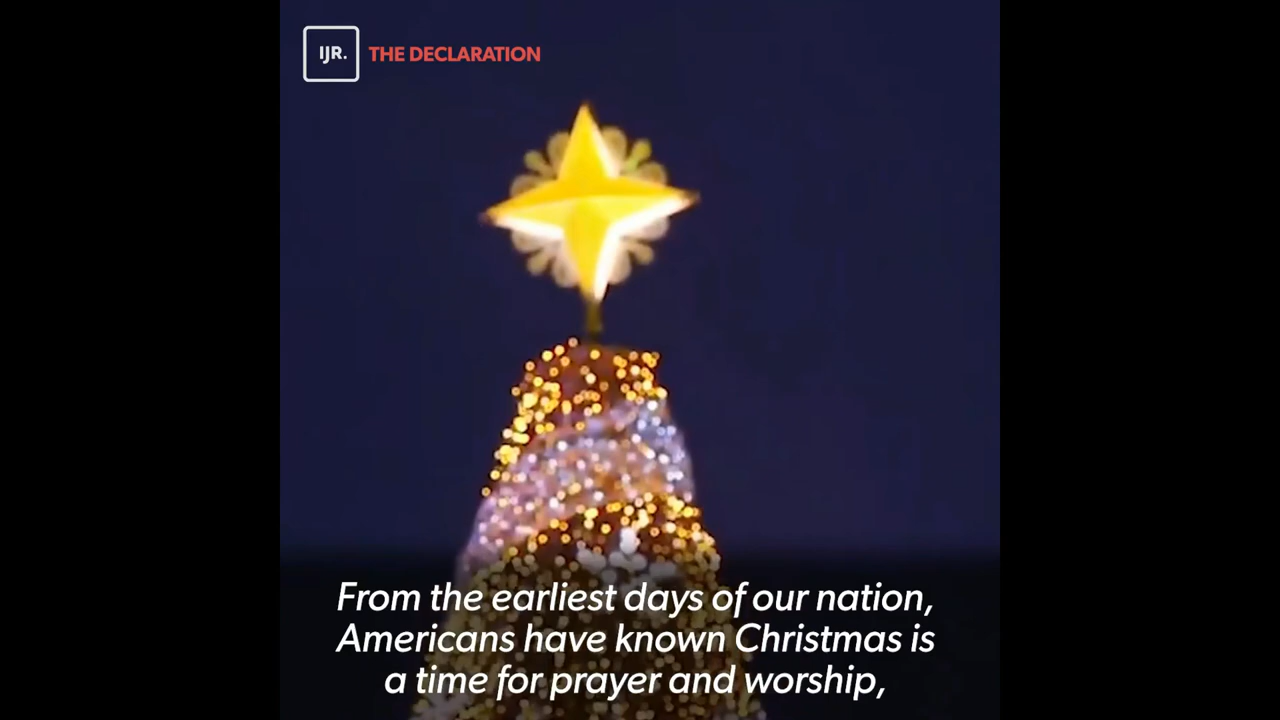 IJR. THE DECLARATION
From the earliest days of our nation,
Americans have known Christmas is
a time for prayer and worship,